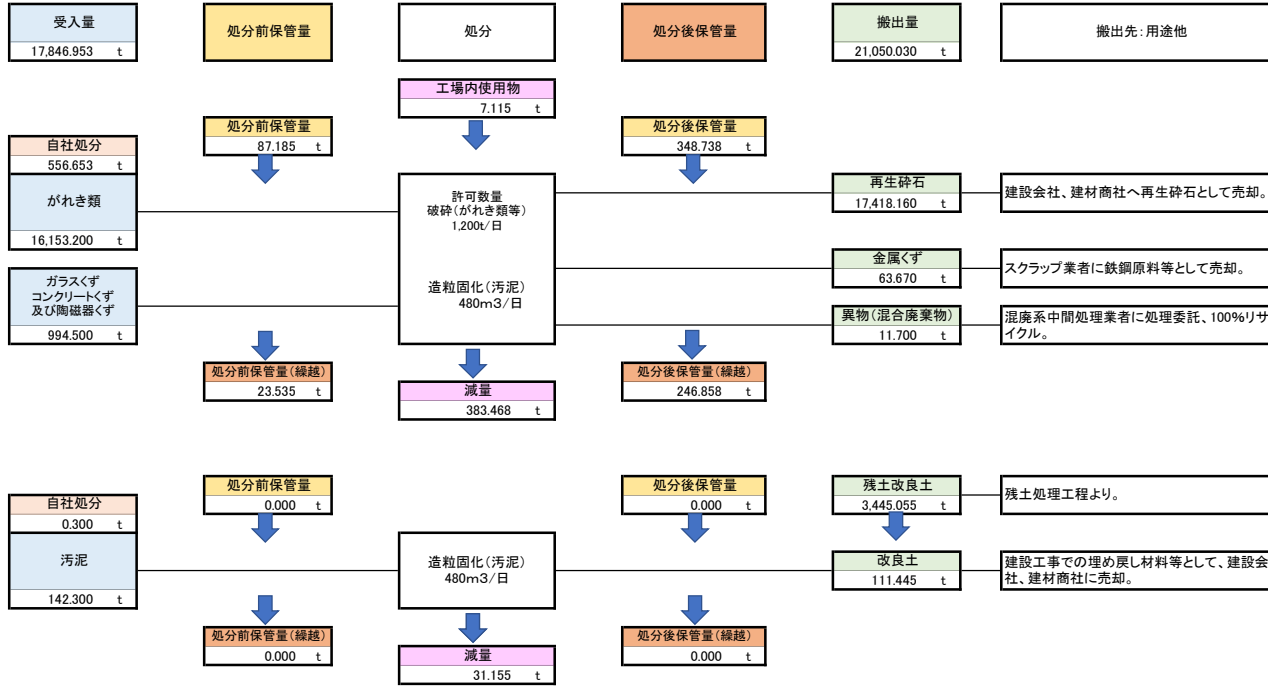 受入量
17,846.953 t
処分前保管量
処分
処分後保管量
搬出量
21,050.030 t
搬出先：用途他
工場内使用物
7.115 t
処分前保管量
87.185 t
処分後保管量
348.738 t
自社処分
556.653 t
がれき類
16,153.200 t
許可数量
破砕（がれき類等）
1,200t/日
造粒固化（汚泥）
480m3/日
再生砕石
17,418.160 t
建設会社、建材商社へ再生砕石として売却。
金属くず
63.670 t
スクラップ業者に鉄鋼原料等として売却。
ガラスくず
コンクリートくず
及び陶磁器くず
994.500 t
異物（混合廃棄物）
11.700 t
混廃系中間処理業者に処理委託、100%リサ
イクル。
処分前保管量（繰越）
23.535 t
減量
383.468 t
処分後保管量（繰越）
246.858 t
処分前保管量
0.000 t
処分後保管量
0.000 t
残土改良土
3,445.055 t
残土処理工程より。
自社処分
0.300 t
汚泥
142.300 t
造粒固化（汚泥）
480m3/日
改良土
111.445 t
建設工事での埋め戻し材料等として、建設会
社、建材商社に売却。
処分前保管量（繰越）
0.000 t
減量
31.155 t
処分後保管量（繰越）
0.000 t